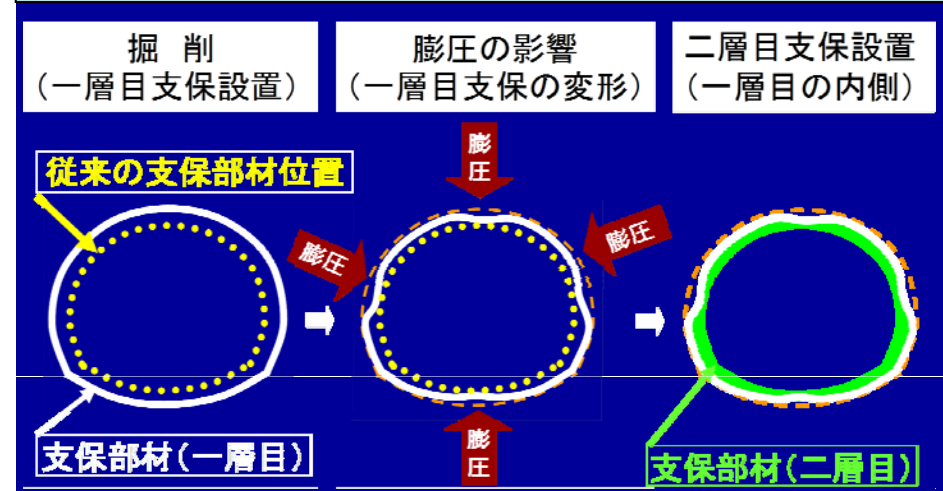 掘 削
(一層目支保設置)
膨圧の影響
(一層目支保の変形)
二層目支保設置
(一層目の内側)
従来の支保部材位置
膨圧
膨圧
膨圧
膨圧
支保部材(一層目)
支保部材(二層目)